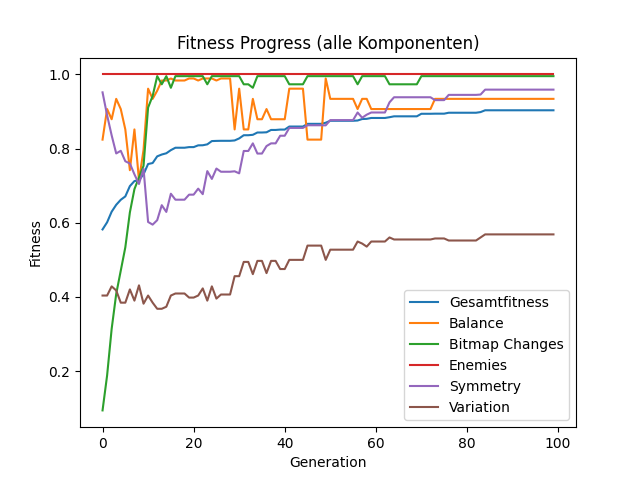 Fitness Progress (alle Komponenten)
1.0
0.8
0.6
0.4
0.2
Fitness
0 20 40 60 80 100
Generation
Gesamtfitness
Balance
Bitmap Changes
Enemies
Symmetry
Variation